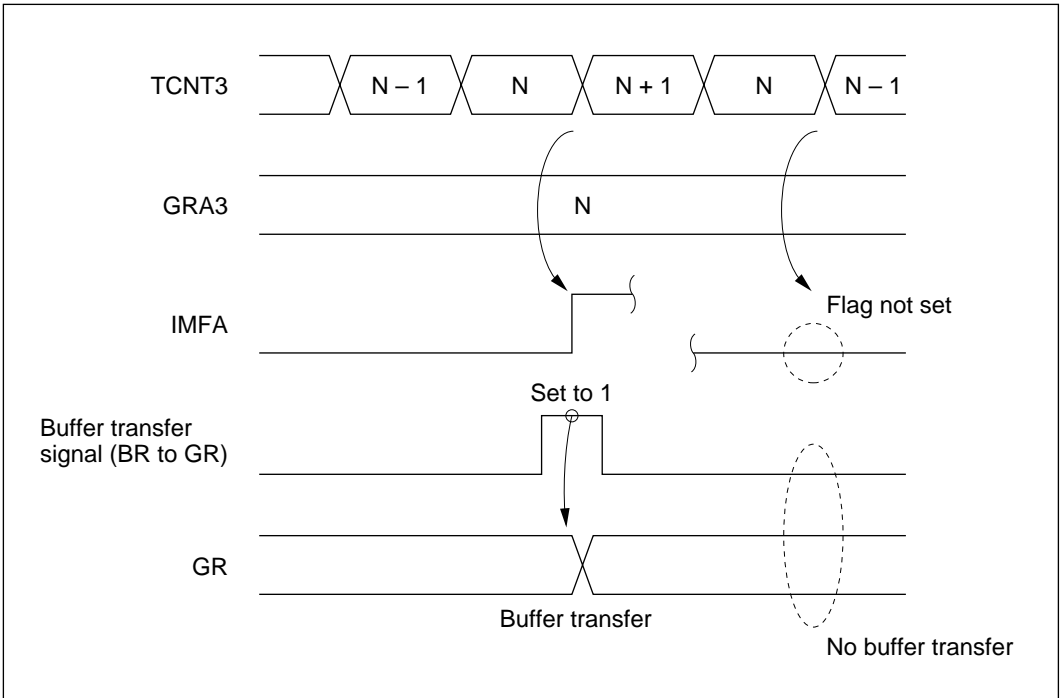 TCNT3
N – 1
N
N + 1
N
N – 1
GRA3
N
IMFA
Flag not set
Set to 1
Buffer transfer
signal (BR to GR)
GR
Buffer transfer
No buffer transfer